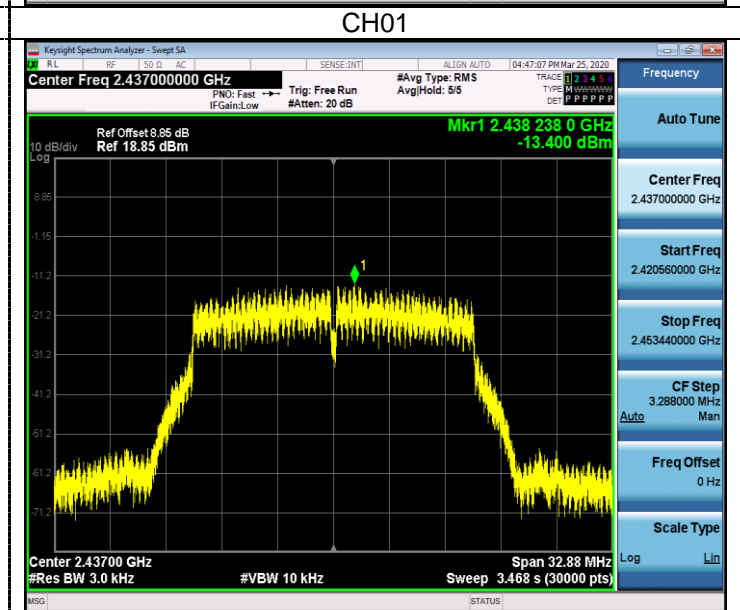 CH01
Keysight Spectrum Analyzer - Swept SA
LXI RL RF 50 Ω AC SENSE:INT ALIGN AUTO 04:47:07 PM Mar 25, 2020
Center Freq 2.437000000 GHz #Avg Type: RMS TRACE 1 2 3 4 5 6 Frequency
PNO: Fast Trig: Free Run Avg|Hold: 5/5 TYPE M WWWWW
IFGain:Low #Atten: 20 dB DET P P P P P P
Auto Tune
Ref Offset 8.85 dB Mkr1 2.438 238 0 GHz
10 dB/div Ref 18.85 dBm -13.400 dBm
Log
Center Freq
2.437000000 GHz
8.85
-1.15
Start Freq
2.420560000 GHz
1
-11.2
-21.2
Stop Freq
2.453440000 GHz
-31.2
CF Step
3.288000 MHz
Auto Man
-41.2
-51.2
Freq Offset
0 Hz
-61.2
-71.2
Scale Type
Log Lin
Center 2.43700 GHz Span 32.88 MHz
#Res BW 3.0 kHz #VBW 10 kHz Sweep 3.468 s (30000 pts)
MSG STATUS